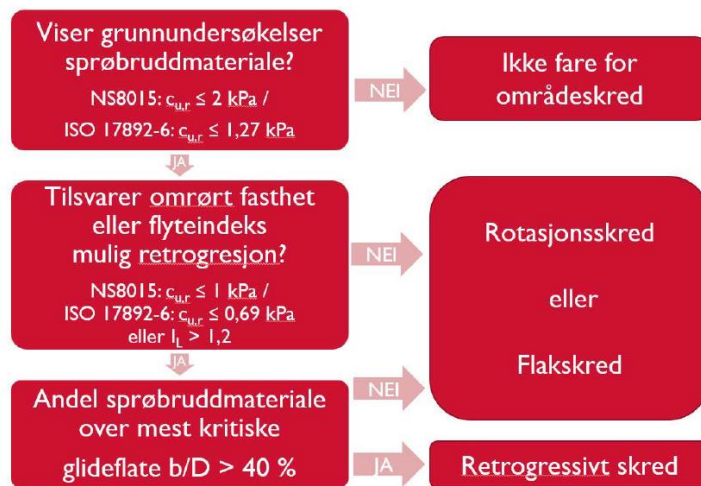 Viser grunnundersøkelser
sprøbruddmateriale?
NS8015: cu,r ≤ 2 kPa /
ISO 17892-6: cu,r ≤ 1,27 kPa
NEI
Ikke fare for
områdeskred
JA
Tilsvarer omrørt fasthet
eller flyteindeks
mulig retrogresjon?
NS8015: cu,r ≤ 1 kPa /
ISO 17892-6: cu,r ≤ 0,69 kPa
eller IL > 1,2
NEI
Rotasjonsskred
eller
Flakskred
JA
Andel sprøbruddmateriale
over mest kritiske
glideflate b/D > 40 %
NEI
JA
Retrogressivt skred